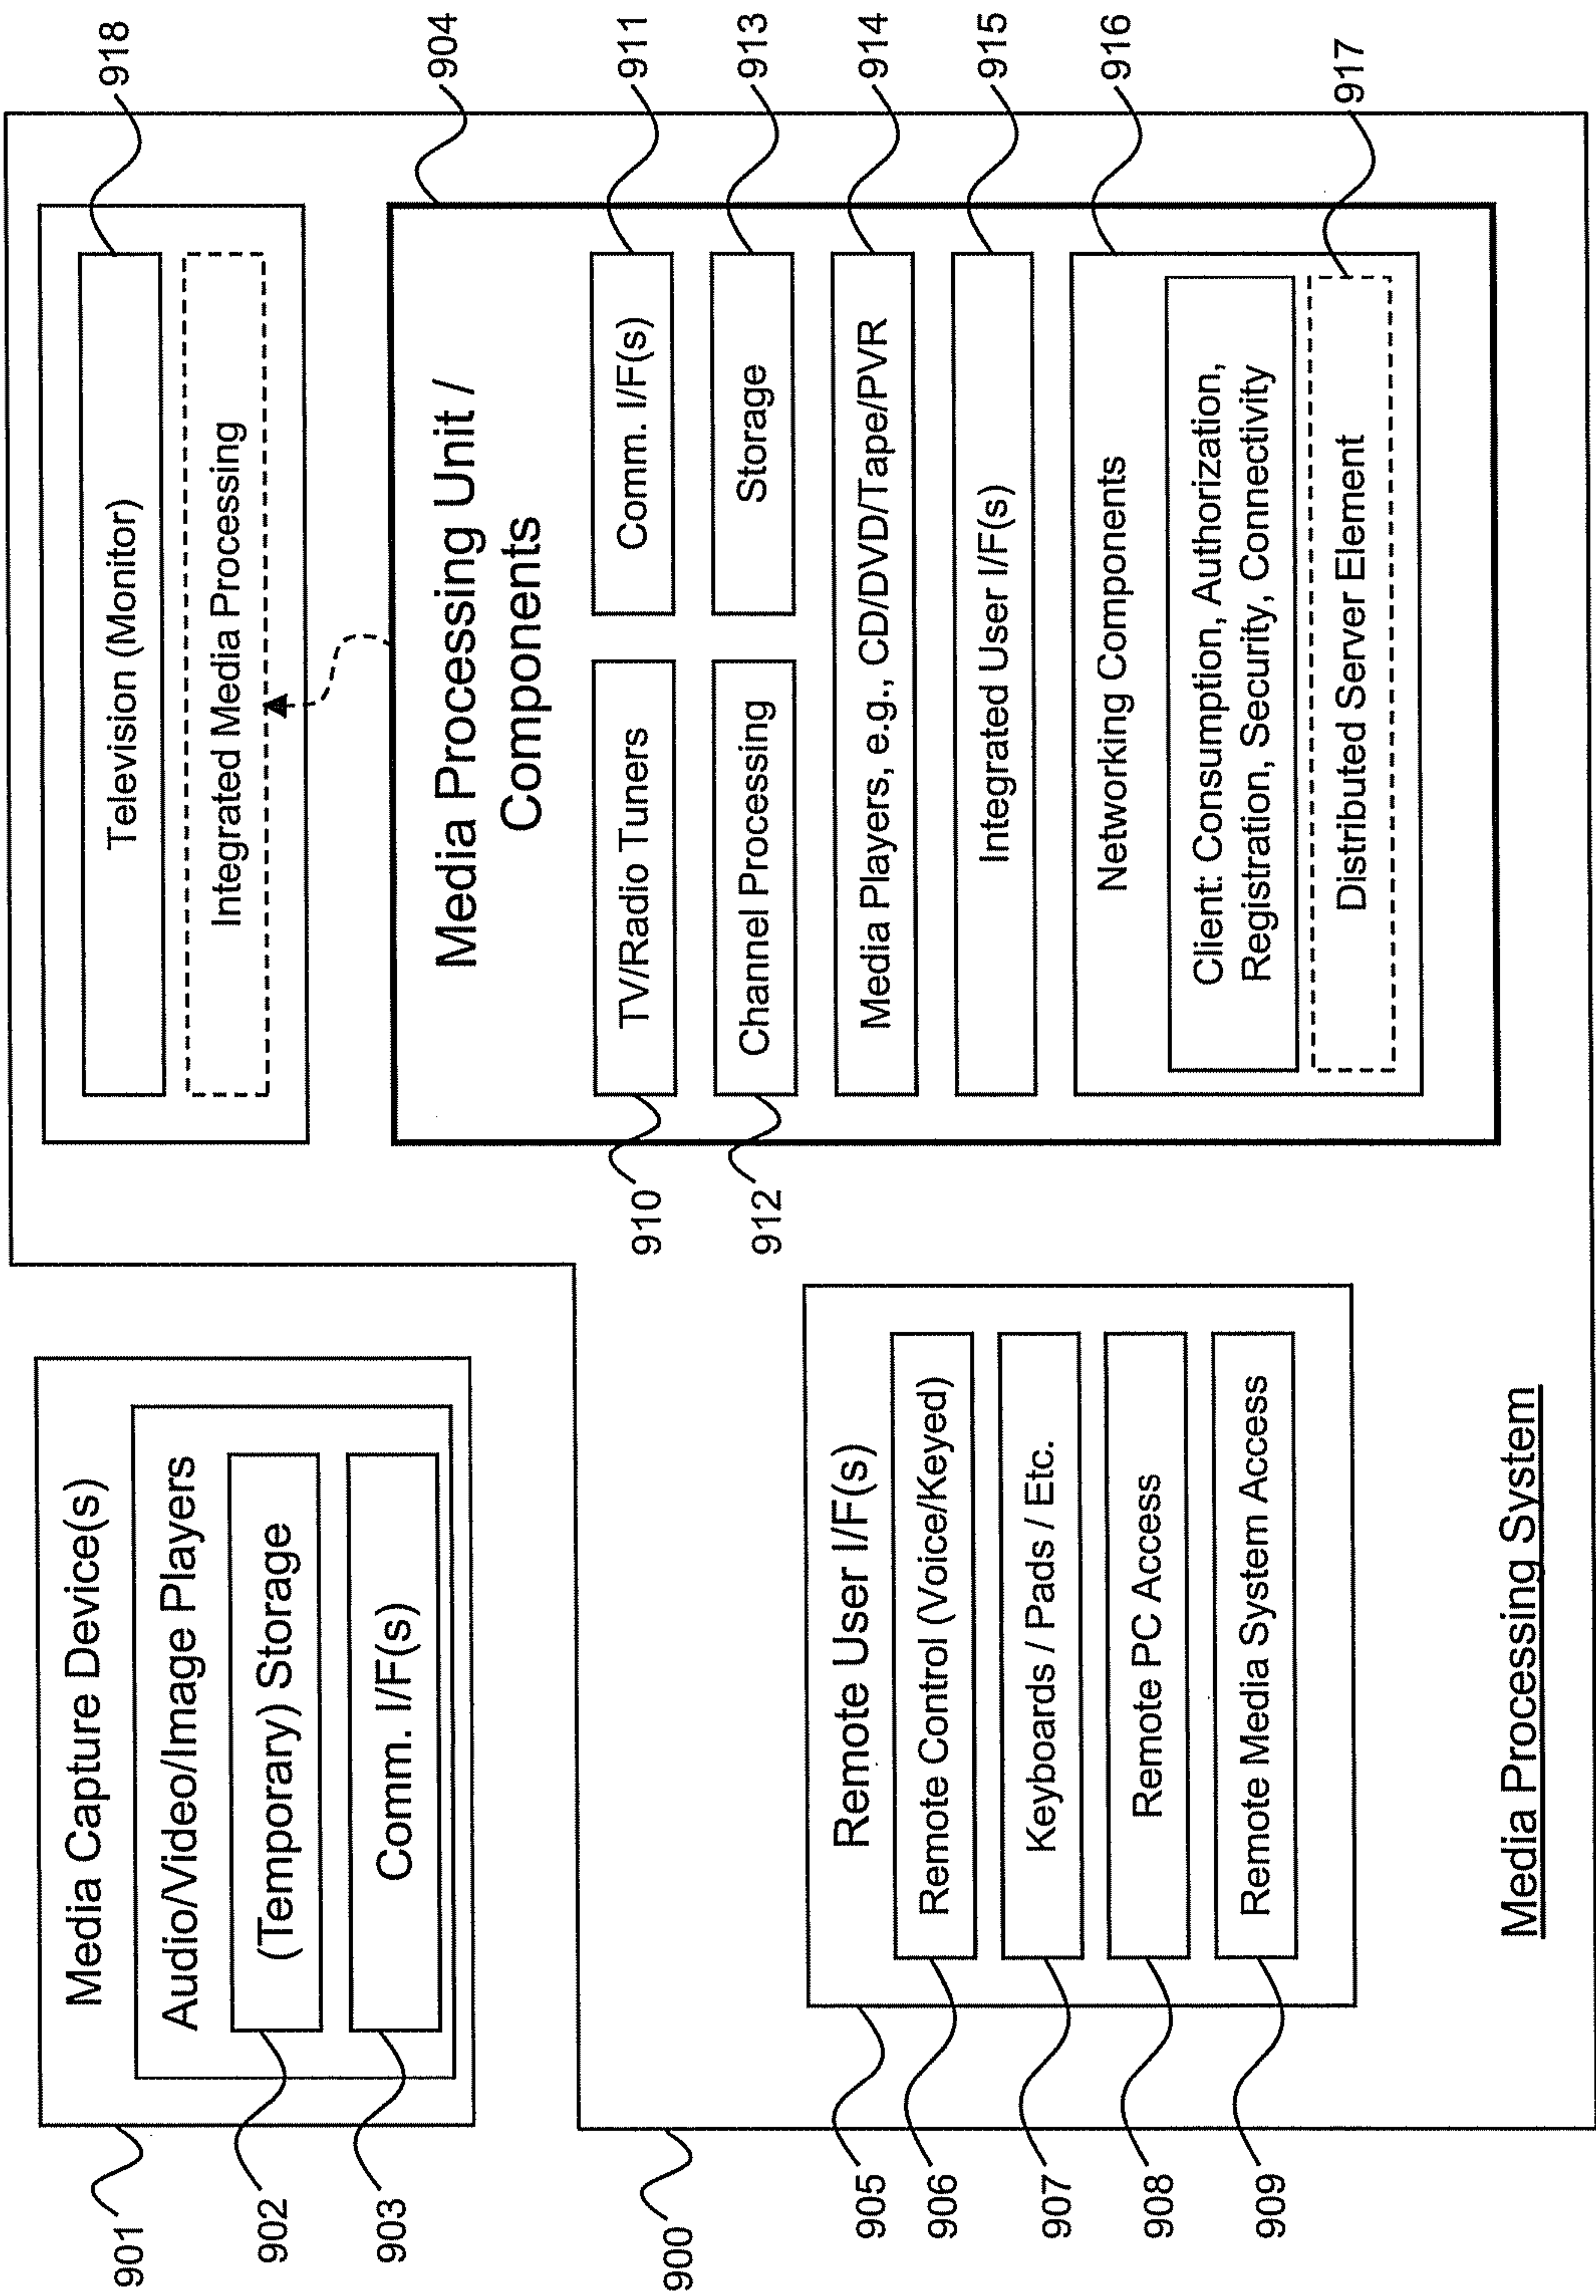 Media Capture Device(s)
Audio/Video/Image Players
(Temporary) Storage
Comm. I/F(s)
901
902
903
900
Remote User I/F(s)
Remote Control (Voice/Keyed)
Keyboards / Pads / Etc.
Remote PC Access
Remote Media System Access
905
906
907
908
909
Media Processing System
Television (Monitor)
Integrated Media Processing
918
Media Processing Unit /
Components
904
TV/Radio Tuners
Comm. I/F(s)
910
911
Channel Processing
Storage
912
913
Media Players, e.g., CD/DVD/Tape/PVR
914
Integrated User I/F(s)
915
Networking Components
916
Client: Consumption, Authorization,
Registration, Security, Connectivity
Distributed Server Element
917